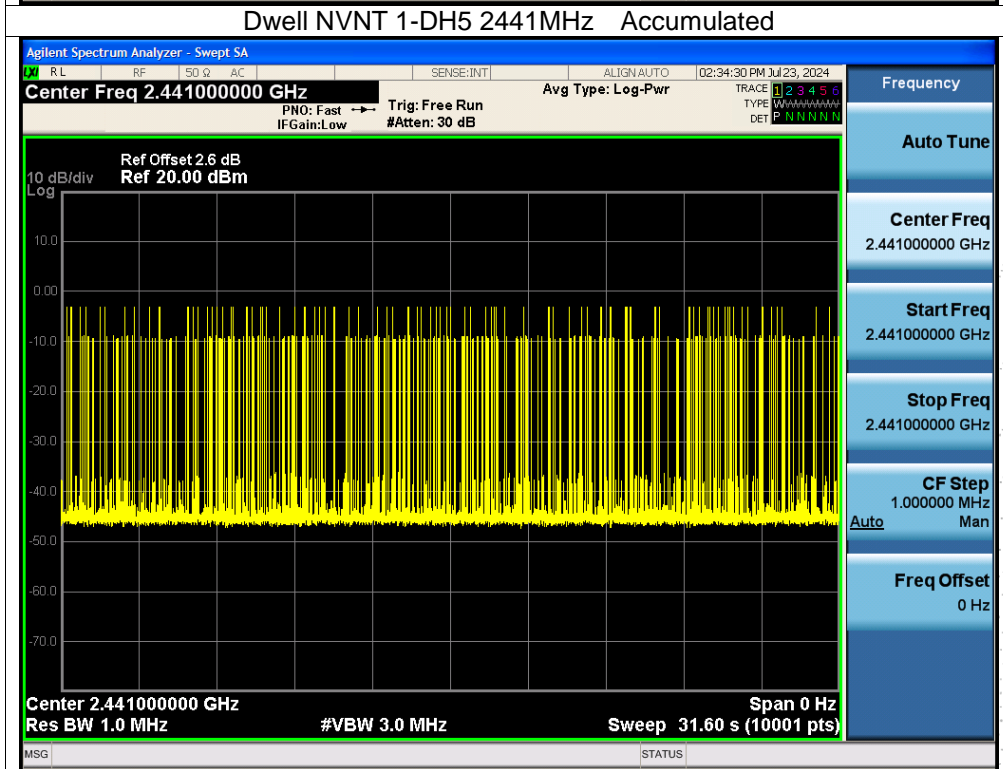 Dwell NVNT 1-DH5 2441MHz Accumulated
Agilent Spectrum Analyzer - Swept SA
LXI RL RF 50 Ω AC SENSE:INT ALIGN AUTO 02:34:30 PM Jul 23, 2024
Center Freq 2.441000000 GHz
PNO: Fast
IFGain:Low
Trig: Free Run
#Atten: 30 dB
Avg Type: Log-Pwr
TRACE 1 2 3 4 5 6
TYPE WWWWWW
DET P N N N N N
Ref Offset 2.6 dB
10 dB/div Ref 20.00 dBm
Log
10.0
0.00
-10.0
-20.0
-30.0
-40.0
-50.0
-60.0
-70.0
Center 2.441000000 GHz Span 0 Hz
Res BW 1.0 MHz #VBW 3.0 MHz Sweep 31.60 s (10001 pts)
MSG STATUS
Frequency
Auto Tune
Center Freq
2.441000000 GHz
Start Freq
2.441000000 GHz
Stop Freq
2.441000000 GHz
CF Step
1.000000 MHz
Auto Man
Freq Offset
0 Hz